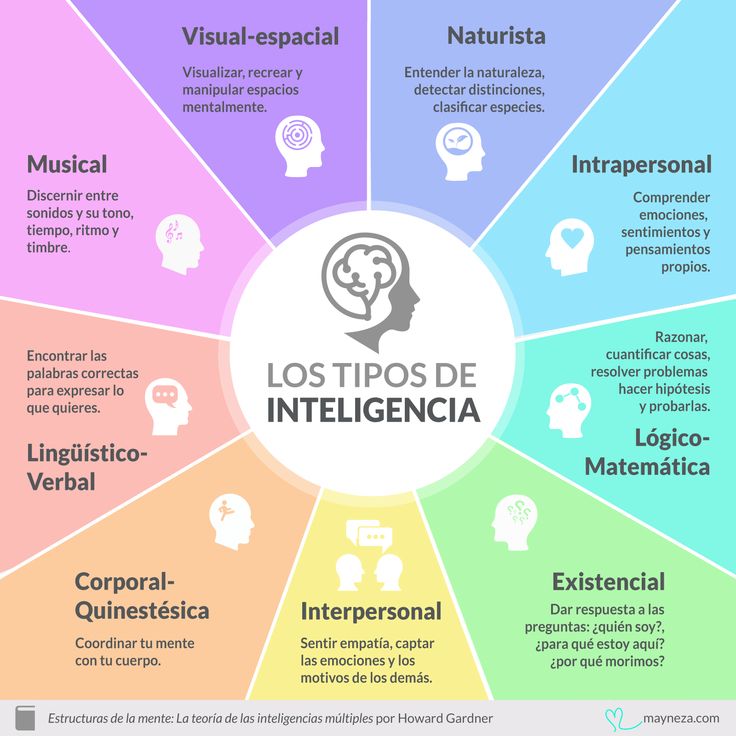 Visual-espacial
Visualizar, recrear y
manipular espacios
mentalmente.
Naturista
Entender la naturaleza,
detectar distinciones,
clasificar especies.
Intrapersonal
Comprender
emociones,
sentimientos y
pensamientos
propios.
Razonar,
cuantificar cosas,
resolver problemas
hacer hipótesis
y probarlas.
Lógico-
Matemática
Existencial
Dar respuesta a las
preguntas: ¿quién soy?,
¿para qué estoy aquí?
¿por qué morimos?
Interpersonal
Sentir empatía, captar
las emociones y los
motivos de los demás.
Corporal-
Quinestésica
Coordinar tu mente
con tu cuerpo.
Encontrar las
palabras correctas
para expresar lo
que quieres.
Lingüístico-
Verbal
Musical
Discernir entre
sonidos y su tono,
tiempo, ritmo y
timbre.
LOS TIPOS DE
INTELIGENCIA
Estructuras de la mente: La teoría de las inteligencias múltiples por Howard Gardner
mayneza.com